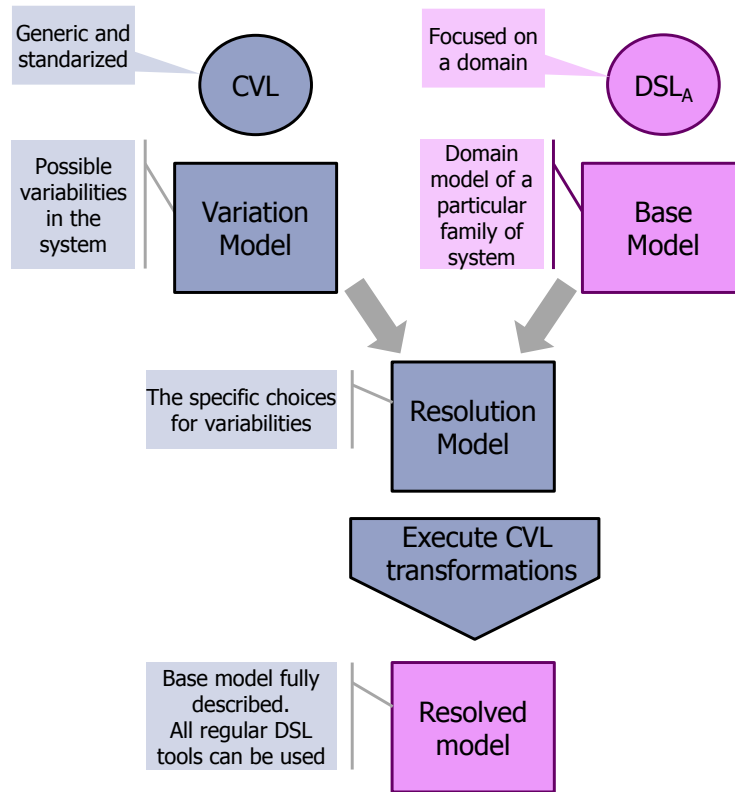 Generic and
standarized
CVL
Focused on
a domain
DSL_A
Possible
variabilities
in the
system
Variation
Model
Domain
model of a
particular
family of
system
Base
Model
The specific choices
for variabilities
Resolution
Model
Execute CVL
transformations
Base model fully
described.
All regular DSL
tools can be used
Resolved
model